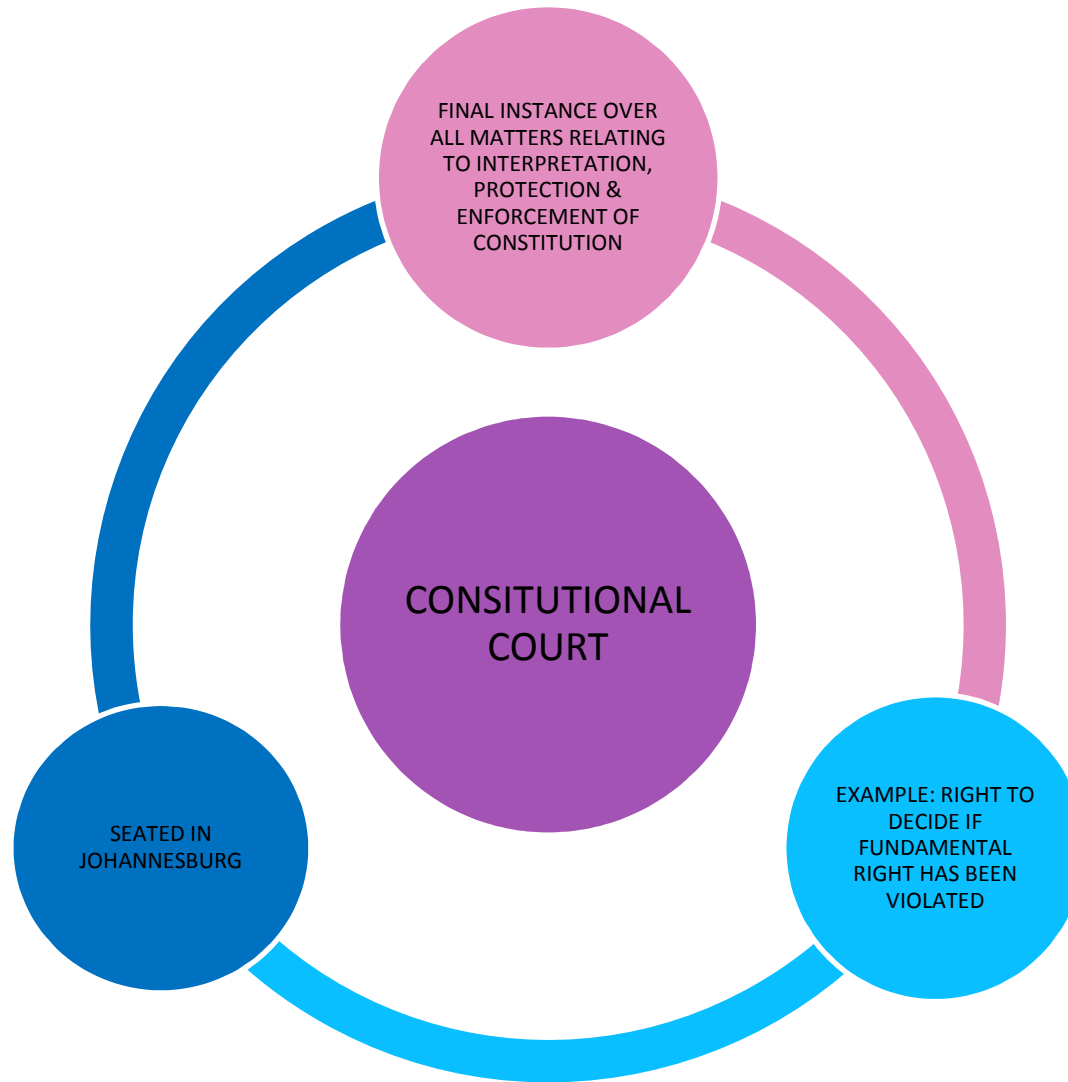 FINAL INSTANCE OVER
ALL MATTERS RELATING
TO INTERPRETATION,
PROTECTION &
ENFORCEMENT OF
CONSTITUTION
CONSITUTIONAL
COURT
EXAMPLE: RIGHT TO
DECIDE IF
FUNDAMENTAL
RIGHT HAS BEEN
VIOLATED
SEATED IN
JOHANNESBURG